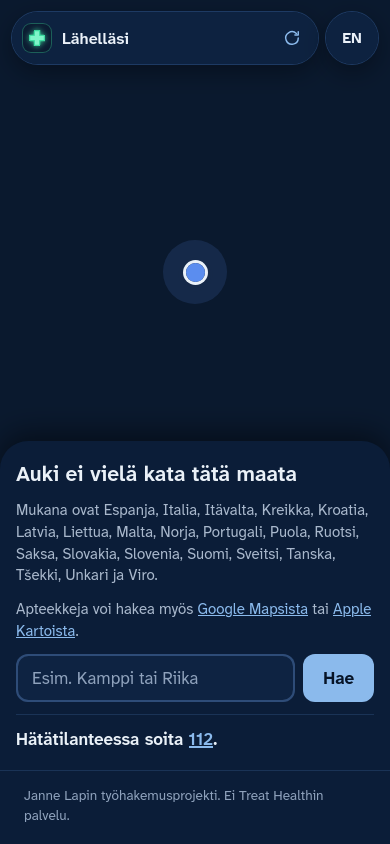 Lähelläsi
EN
Auki ei vielä kata tätä maata
Mukana ovat Espanja, Italia, Itävalta, Kreikka, Kroatia,
Latvia, Liettua, Malta, Norja, Portugali, Puola, Ruotsi,
Saksa, Slovakia, Slovenia, Suomi, Sveitsi, Tanska,
Tšekki, Unkari ja Viro.
Apteekkeja voi hakea myös Google Mapsista tai Apple
Kartoista.
Esim. Kamppi tai Riika
Hae
Hätätilanteessa soita 112.
Janne Lapin työhakemusprojekti. Ei Treat Healthin
palvelu.